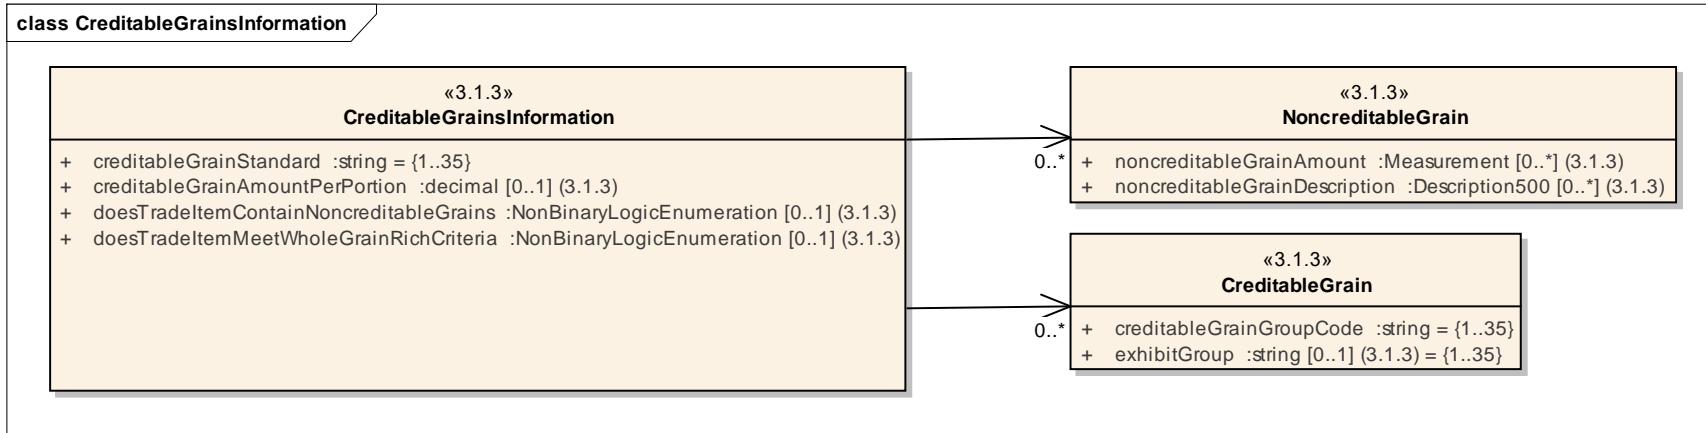 class CreditableGrainsInformation
«3.1.3»
CreditableGrainsInformation
+ creditableGrainStandard :string = {1..35}
+ creditableGrainAmountPerPortion :decimal [0..1] (3.1.3)
+ doesTradeItemContainNoncreditableGrains :NonBinaryLogicEnumeration [0..1] (3.1.3)
+ doesTradeItemMeetWholeGrainRichCriteria :NonBinaryLogicEnumeration [0..1] (3.1.3)
0..*
«3.1.3»
NoncreditableGrain
+ noncreditableGrainAmount :Measurement [0..*] (3.1.3)
+ noncreditableGrainDescription :Description500 [0..*] (3.1.3)
0..*
«3.1.3»
CreditableGrain
+ creditableGrainGroupCode :string = {1..35}
+ exhibitGroup :string [0..1] (3.1.3) = {1..35}